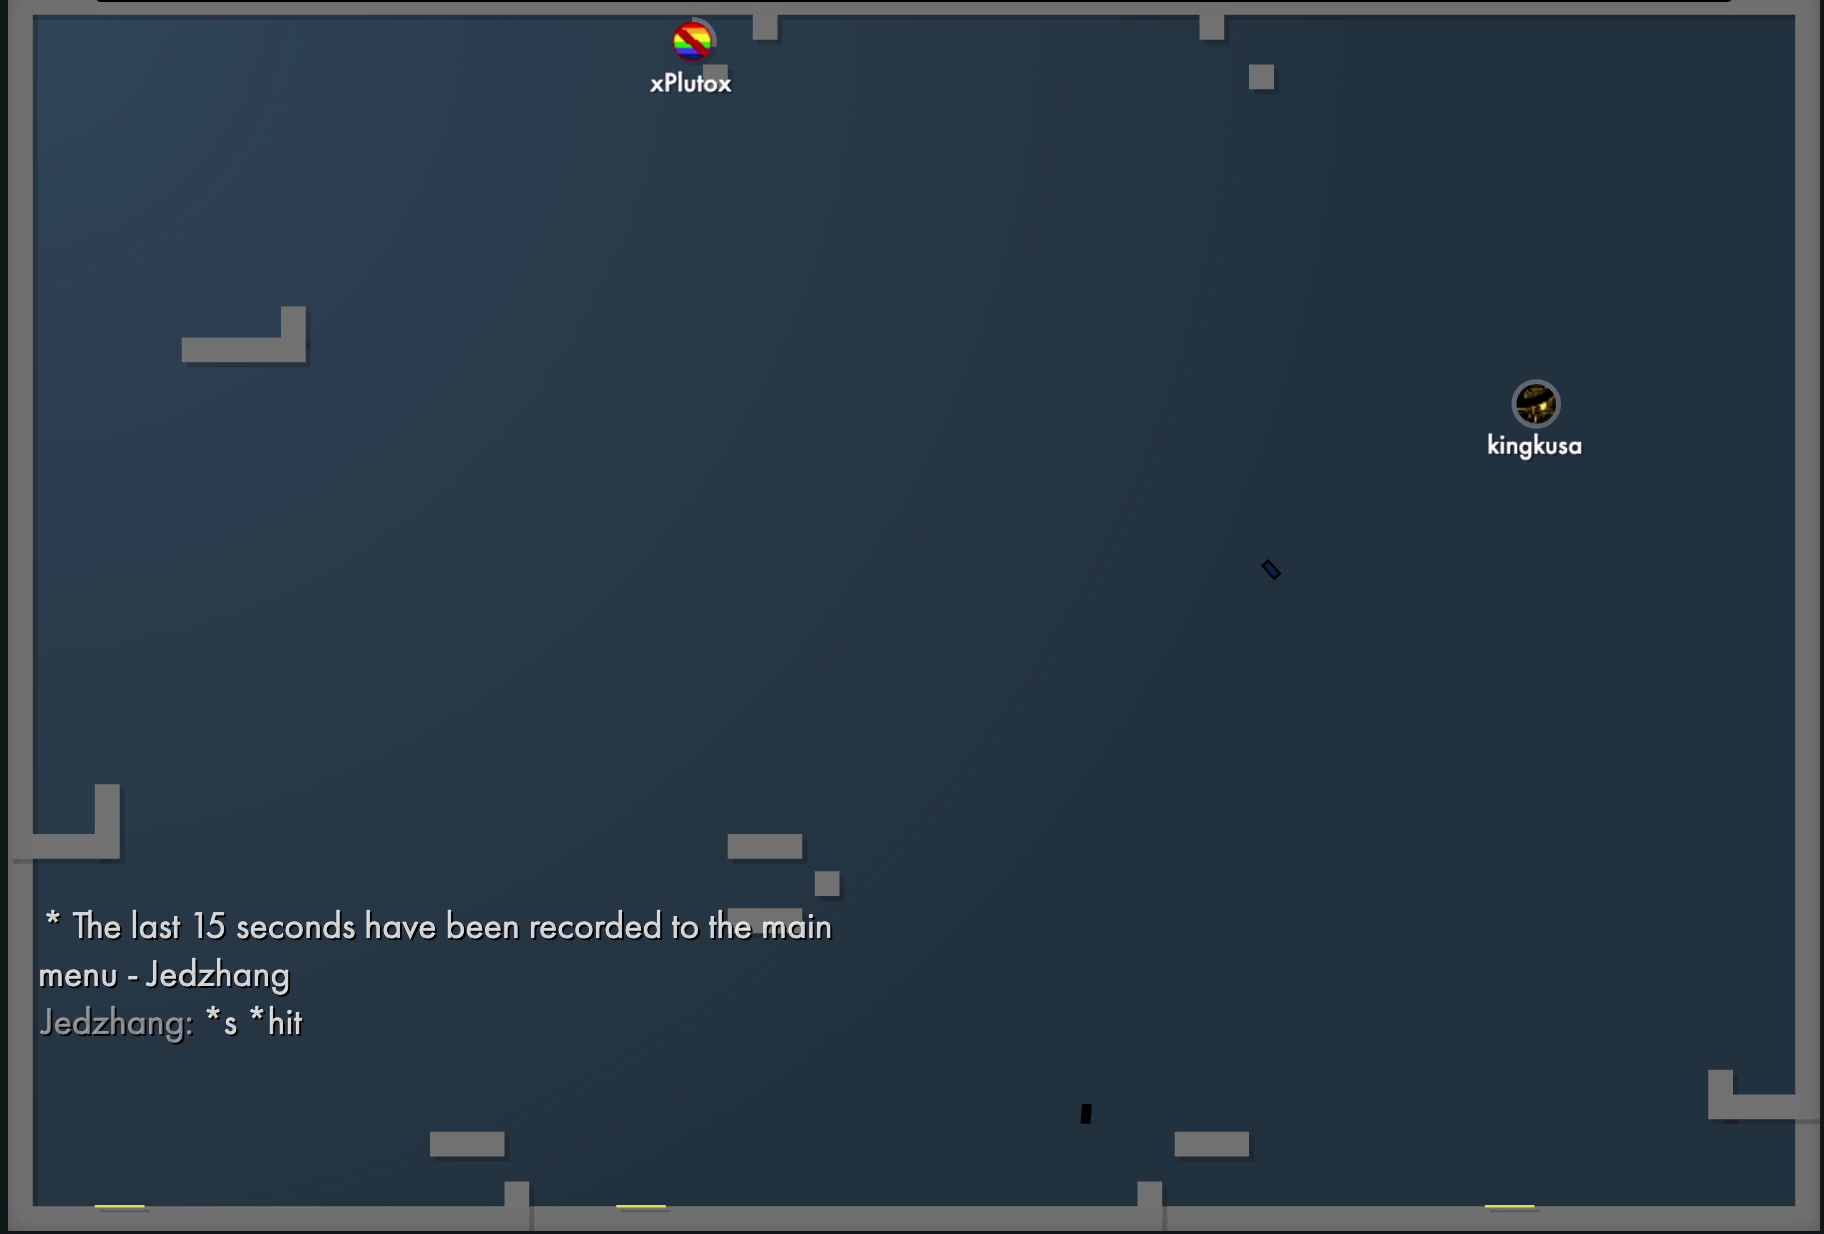 xPlutox
kingkusa
* The last 15 seconds have been recorded to the main
menu - Jedzhang
Jedzhang: *s *hit